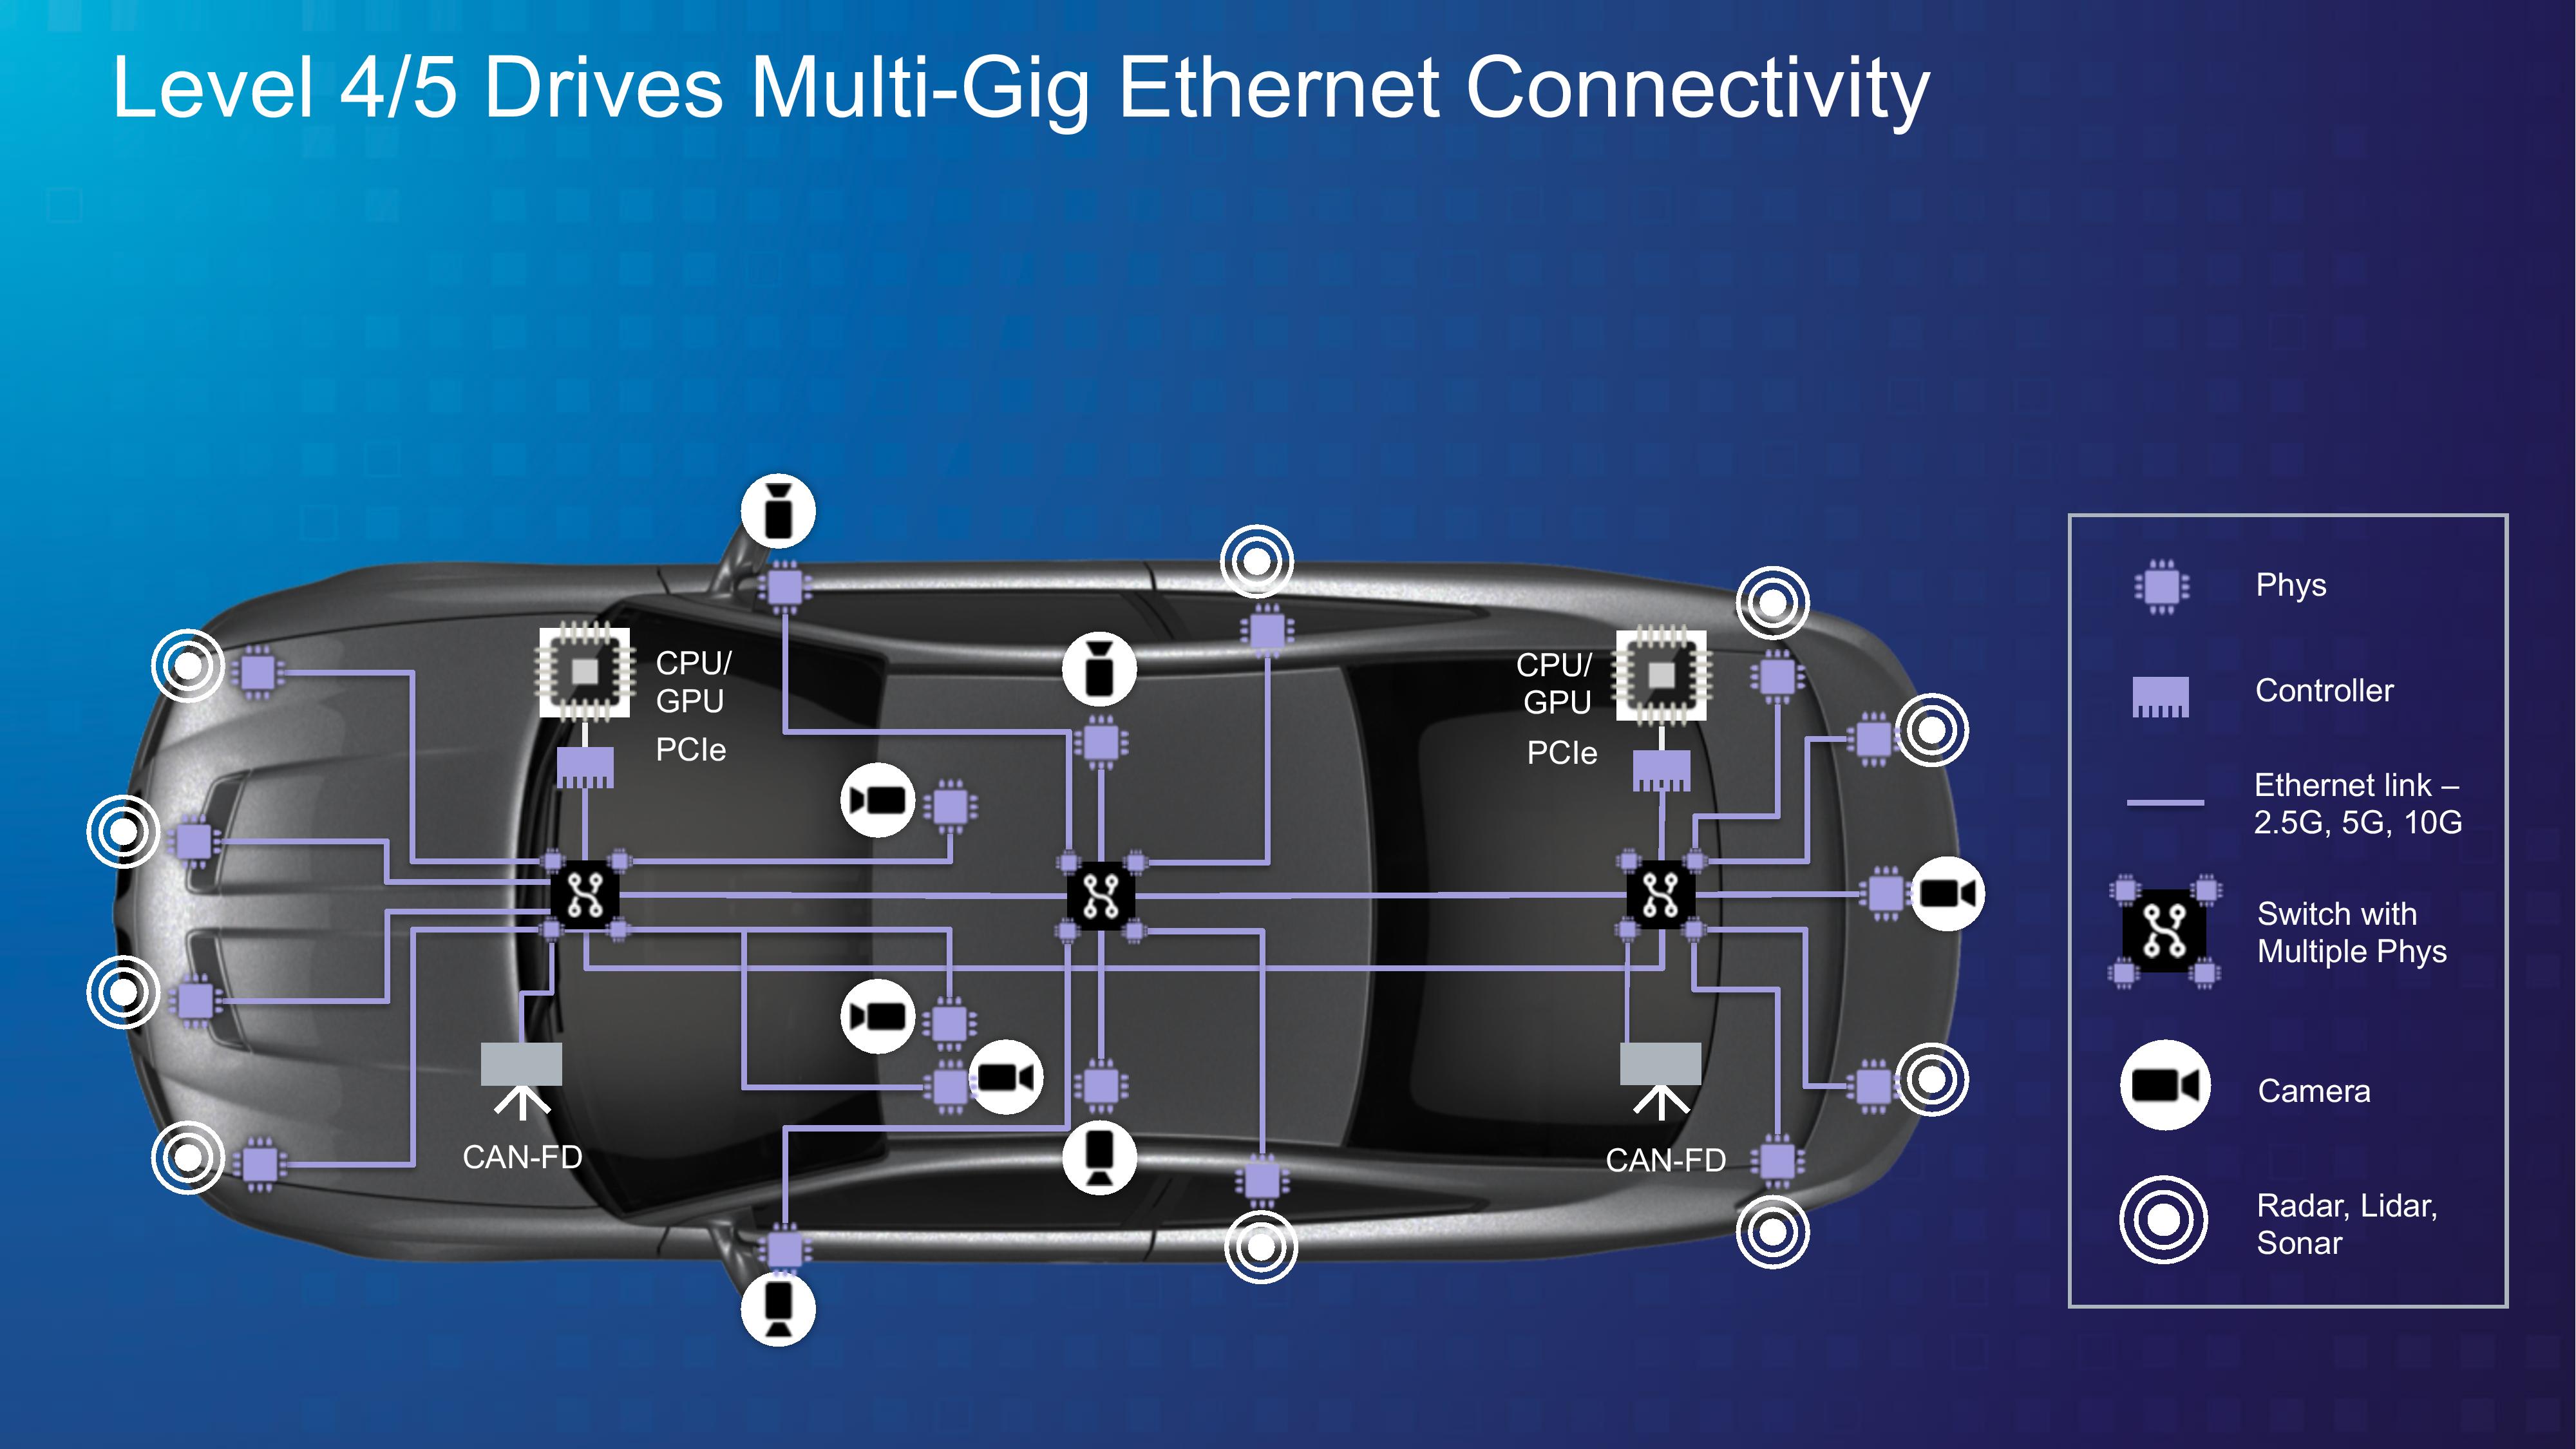 Level 4/5 Drives Multi-Gig Ethernet Connectivity
CPU/
GPU
PCIe
CPU/
GPU
PCIe
CAN-FD
CAN-FD
Phys
Controller
Ethernet link –
2.5G, 5G, 10G
Switch with
Multiple Phys
Camera
Radar, Lidar,
Sonar